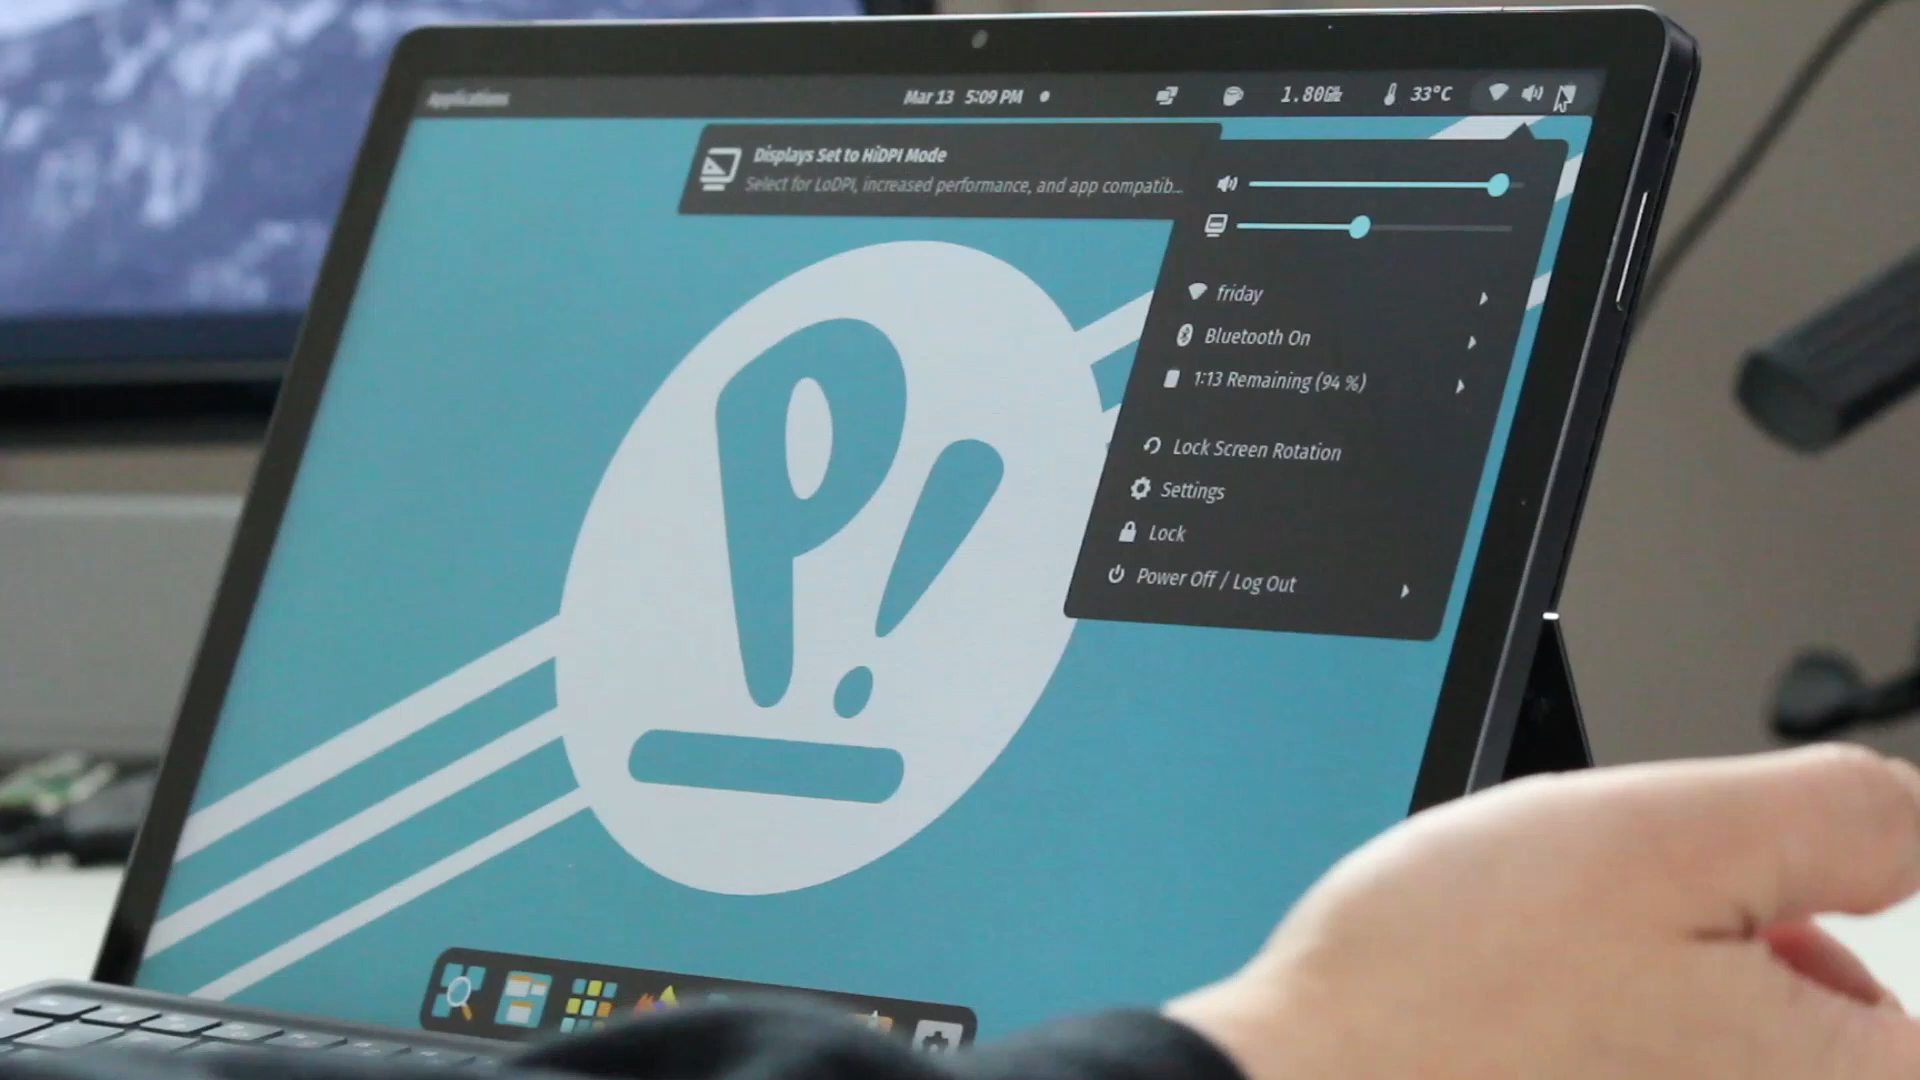 Applications
Mar 13 5:09 PM
1.80GHz
33°C
Displays Set to HiDPI Mode
Select for LoDPI, increased performance, and app compatib...
friday
Bluetooth On
1:13 Remaining (94 %)
Lock Screen Rotation
Settings
Lock
Power Off / Log Out
P!